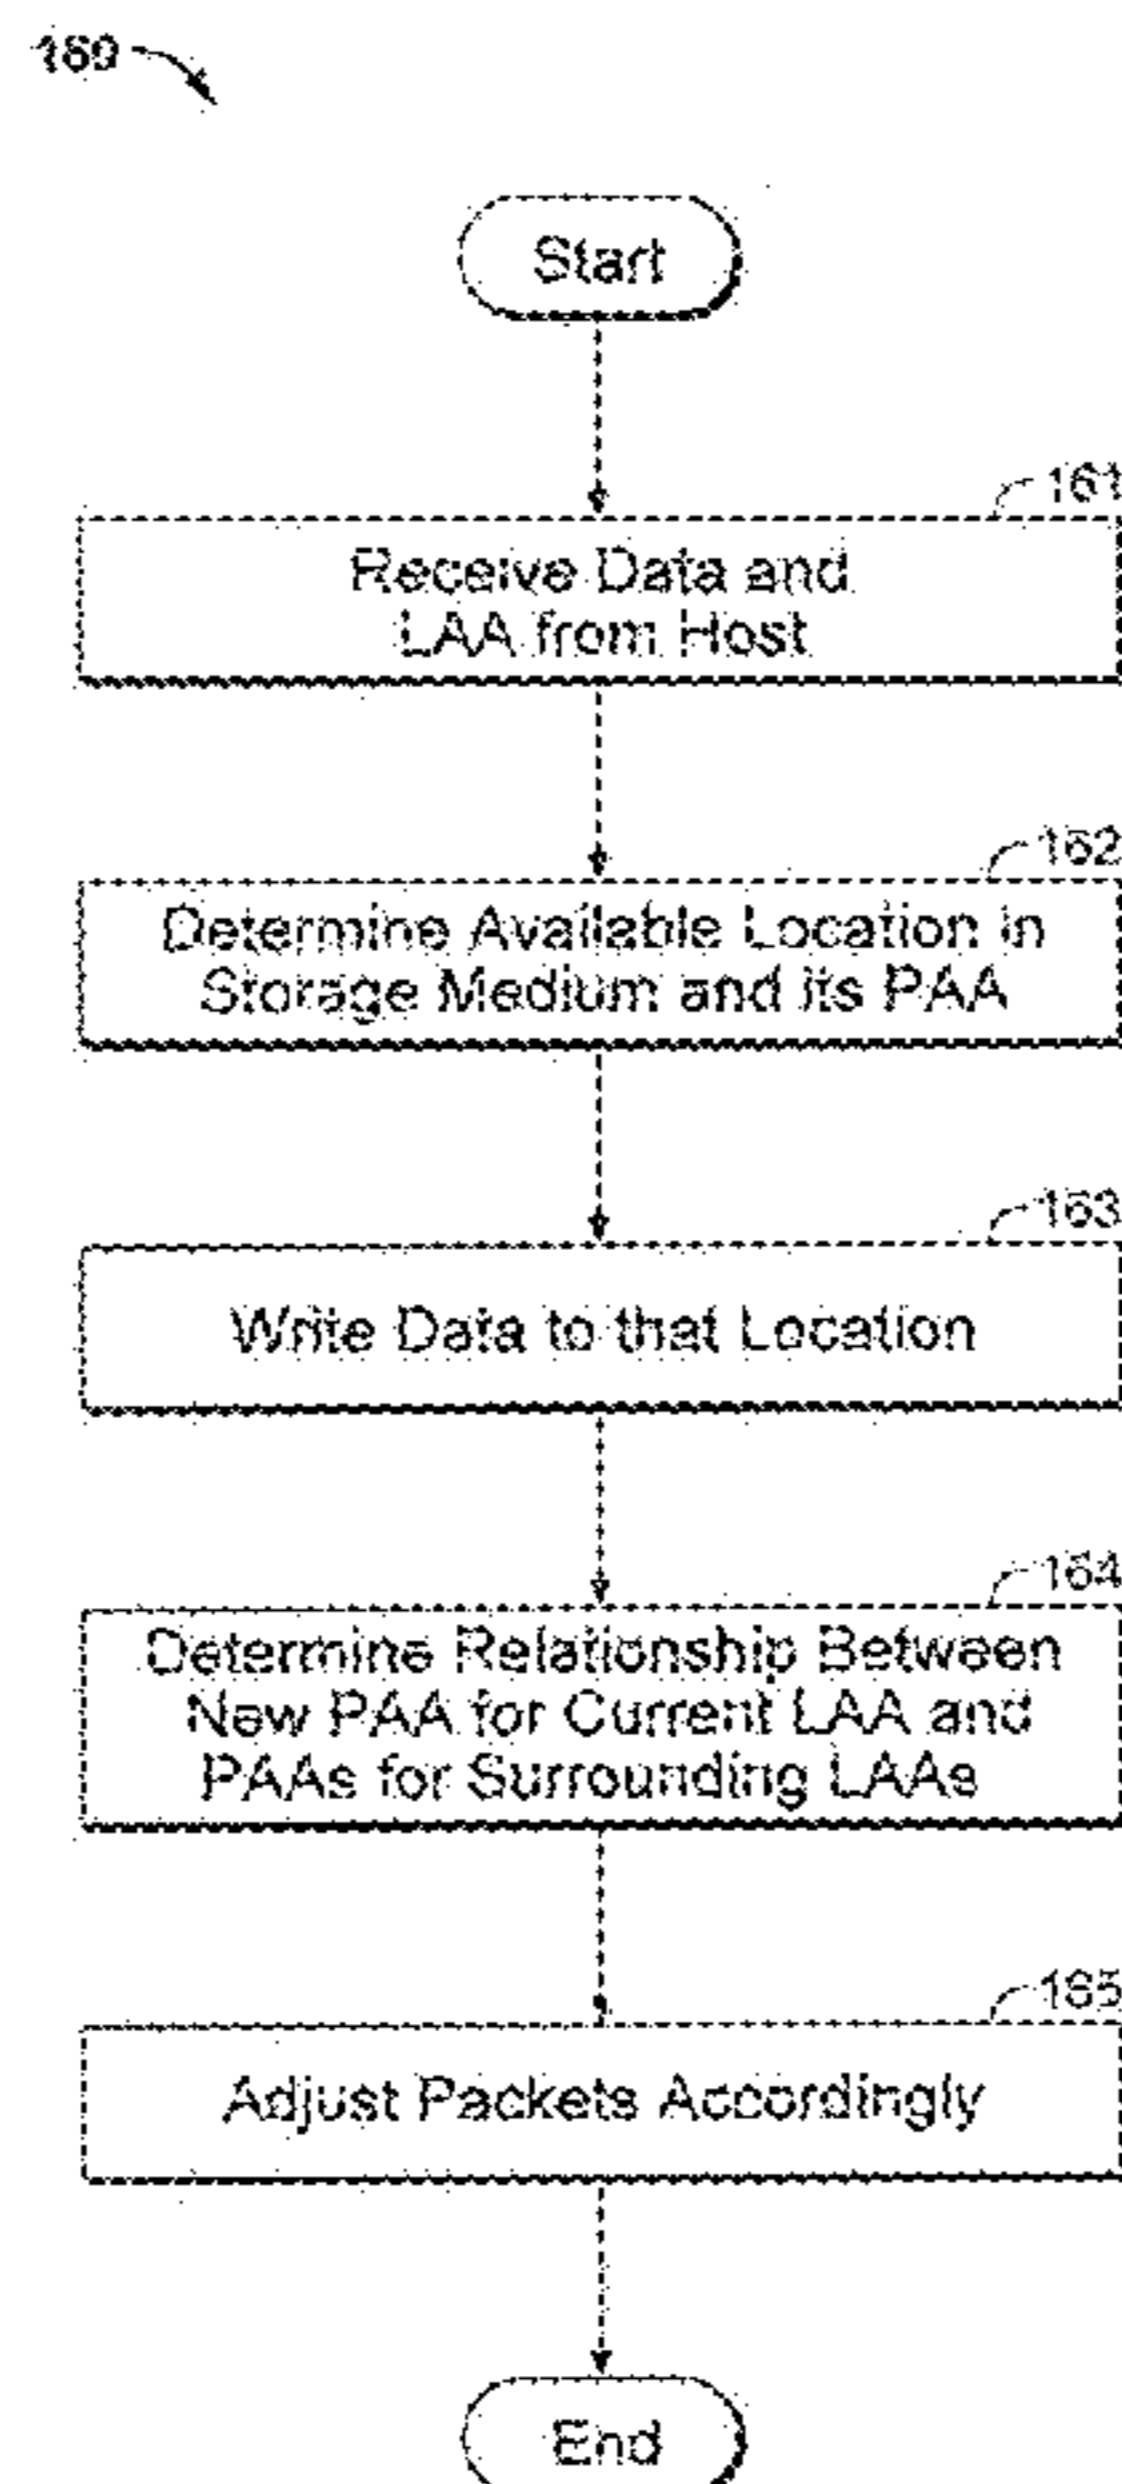 160
Start
161
Receive Data and
LAA from Host
162
Determine Available Location in
Storage Medium and its PAA
163
Write Data to that Location
164
Determine Relationship Between
New PAA for Current LAA and
PAAs for Surrounding LAAs
165
Adjust Packets Accordingly
End